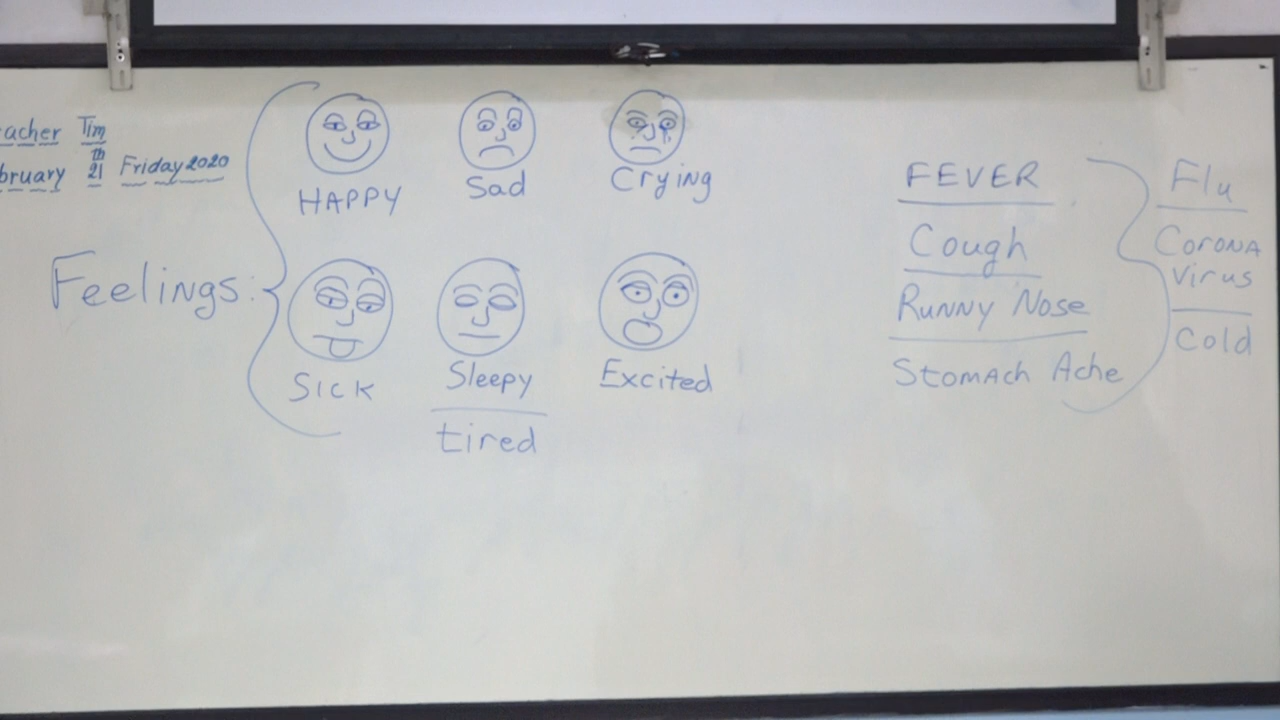 acher Tim
bruary 21th Friday 2020
Feelings:
HAPPY
Sad
Crying
SICK
Sleepy
tired
Excited
FEVER
Cough
RUNNY NOSE
STOMACH Ache
Flu
CORONA
Virus
Cold